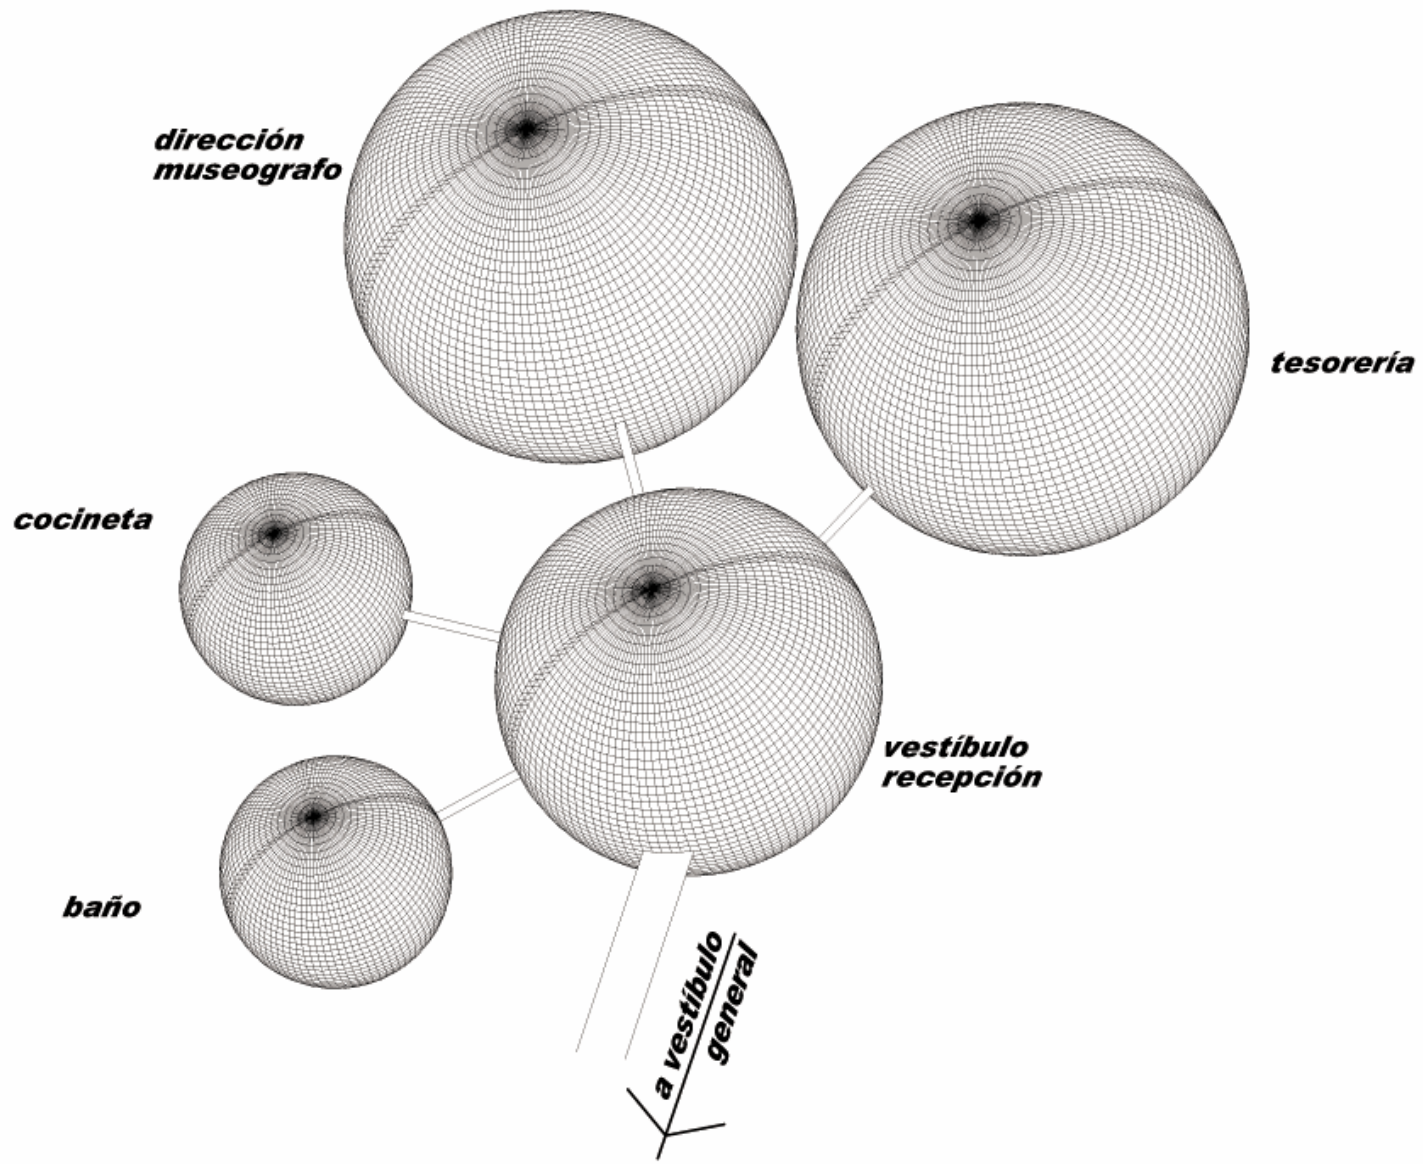 dirección
museografo
tesorería
cocineta
vestíbulo
recepción
baño
a vestíbulo
general